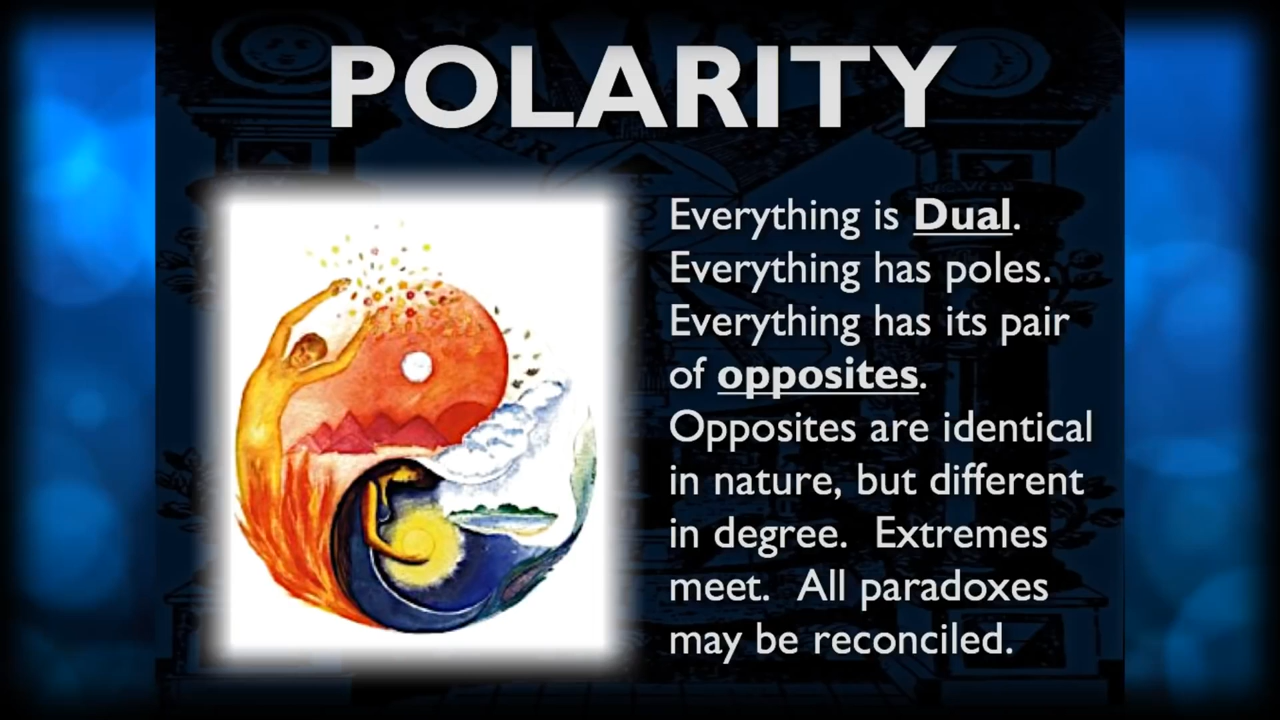 POLARITY
Everything is Dual.
Everything has poles.
Everything has its pair
of opposites.
Opposites are identical
in nature, but different
in degree. Extremes
meet. All paradoxes
may be reconciled.